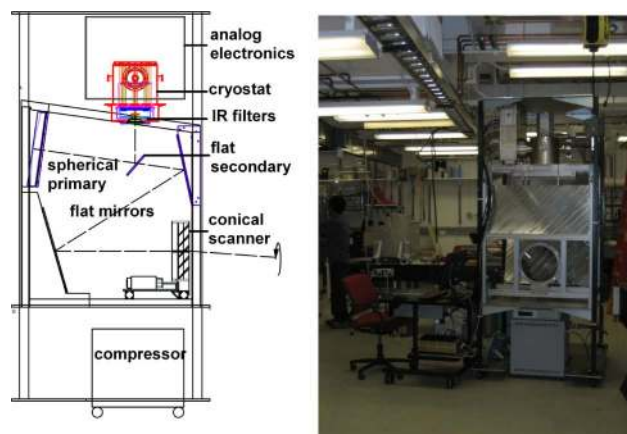 analog
electronics
cryostat
IR filters
flat
secondary
spherical
primary
flat mirrors
conical
scanner
compressor